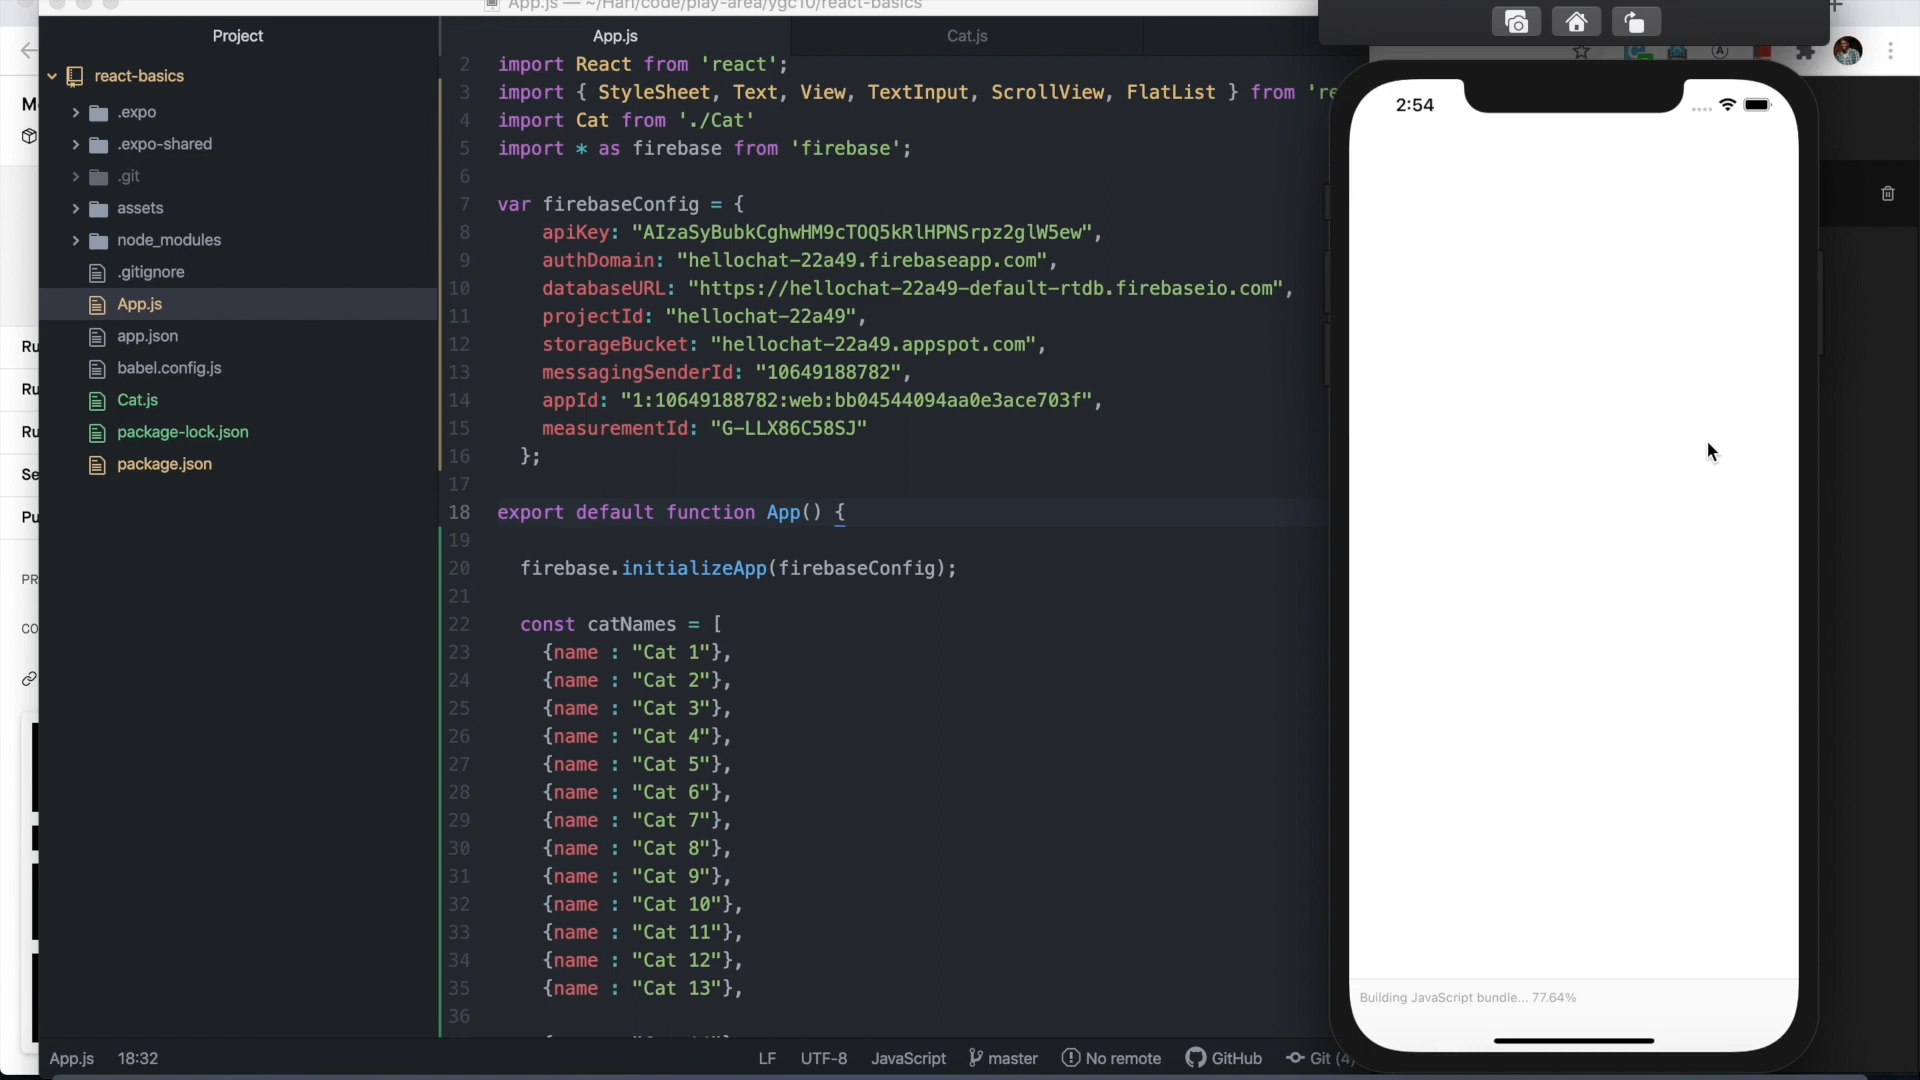 App.js — ~/Hari/code/play-area/ygc10/react-basics
Project
App.js
Cat.js
react-basics
.expo
.expo-shared
.git
assets
node_modules
.gitignore
App.js
app.json
babel.config.js
Cat.js
package-lock.json
package.json
Ru
Ru
Ru
Se
Pu
PR
CO
2 import React from 'react';
3 import { StyleSheet, Text, View, TextInput, ScrollView, FlatList } from 're
4 import Cat from './Cat'
5 import * as firebase from 'firebase';
6
7 var firebaseConfig = {
8 apiKey: "AIzaSyBubkCghwHM9cTOQ5kRlHPNSrpz2glW5ew",
9 authDomain: "hellochat-22a49.firebaseapp.com",
10 databaseURL: "https://hellochat-22a49-default-rtdb.firebaseio.com",
11 projectId: "hellochat-22a49",
12 storageBucket: "hellochat-22a49.appspot.com",
13 messagingSenderId: "10649188782",
14 appId: "1:10649188782:web:bb04544094aa0e3ace703f",
15 measurementId: "G-LLX86C58SJ"
16 };
17
18 export default function App() {
19
20 firebase.initializeApp(firebaseConfig);
21
22 const catNames = [
23 {name : "Cat 1"},
24 {name : "Cat 2"},
25 {name : "Cat 3"},
26 {name : "Cat 4"},
27 {name : "Cat 5"},
28 {name : "Cat 6"},
29 {name : "Cat 7"},
30 {name : "Cat 8"},
31 {name : "Cat 9"},
32 {name : "Cat 10"},
33 {name : "Cat 11"},
34 {name : "Cat 12"},
35 {name : "Cat 13"},
36
App.js 18:32
LF UTF-8 JavaScript master No remote GitHub Git (4)
2:54
Building JavaScript bundle... 77.64%